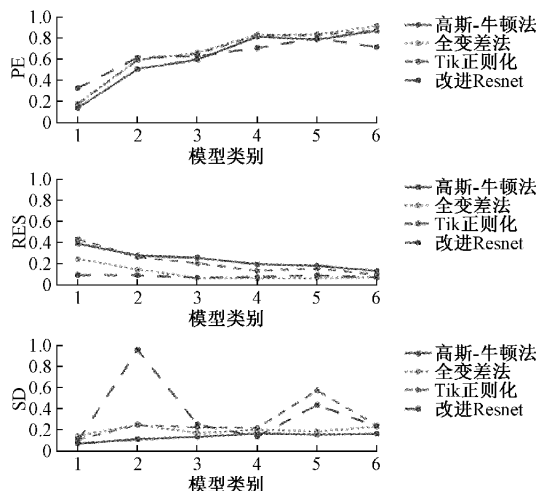 1.0
0.8
0.6
0.4
0.2
0
PE
1 2 3 4 5 6
模型类别
高斯-牛顿法
全变差法
Tik正则化
改进Resnet
1.0
0.8
0.6
0.4
0.2
0
RES
1 2 3 4 5 6
模型类别
高斯-牛顿法
全变差法
Tik正则化
改进Resnet
1.0
0.8
0.6
0.4
0.2
0
SD
1 2 3 4 5 6
模型类别
高斯-牛顿法
全变差法
Tik正则化
改进Resnet